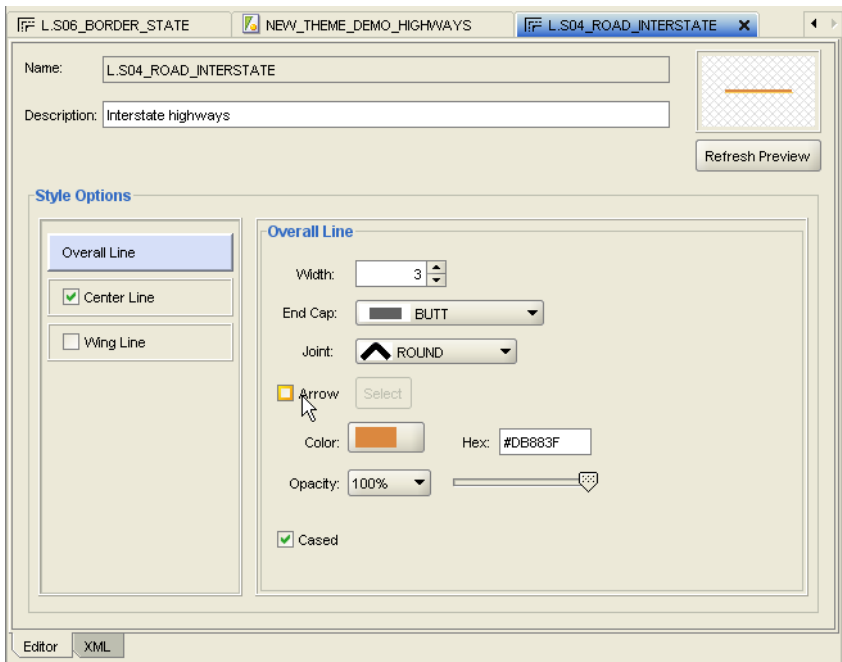 L.S06_BORDER_STATE
NEW_THEME_DEMO_HIGHWAYS
L.S04_ROAD_INTERSTATE
Name: L.S04_ROAD_INTERSTATE
Description: Interstate highways
Refresh Preview
Style Options
Overall Line
Center Line
Wing Line
Overall Line
Width: 3
End Cap: BUTT
Joint: ROUND
Arrow Select
Color: Hex: #DB883F
Opacity: 100%
Cased
Editor XML